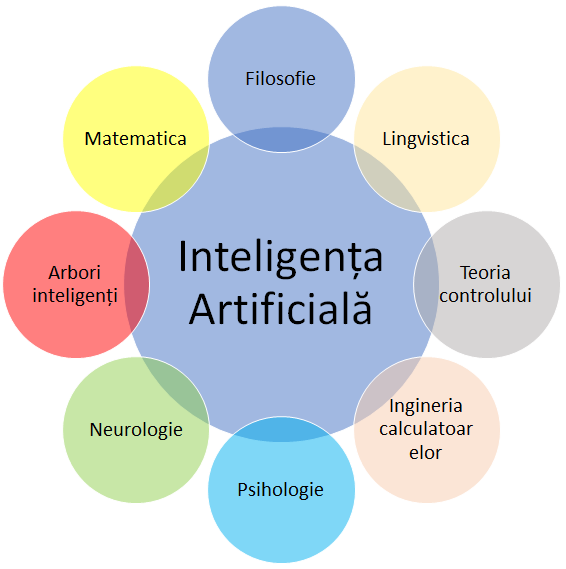 Filosofie
Matematica
Lingvistica
Inteligența
Artificială
Arbori
inteligenți
Teoria
controlului
Neurologie
Ingineria
calculatoar
elor
Psihologie